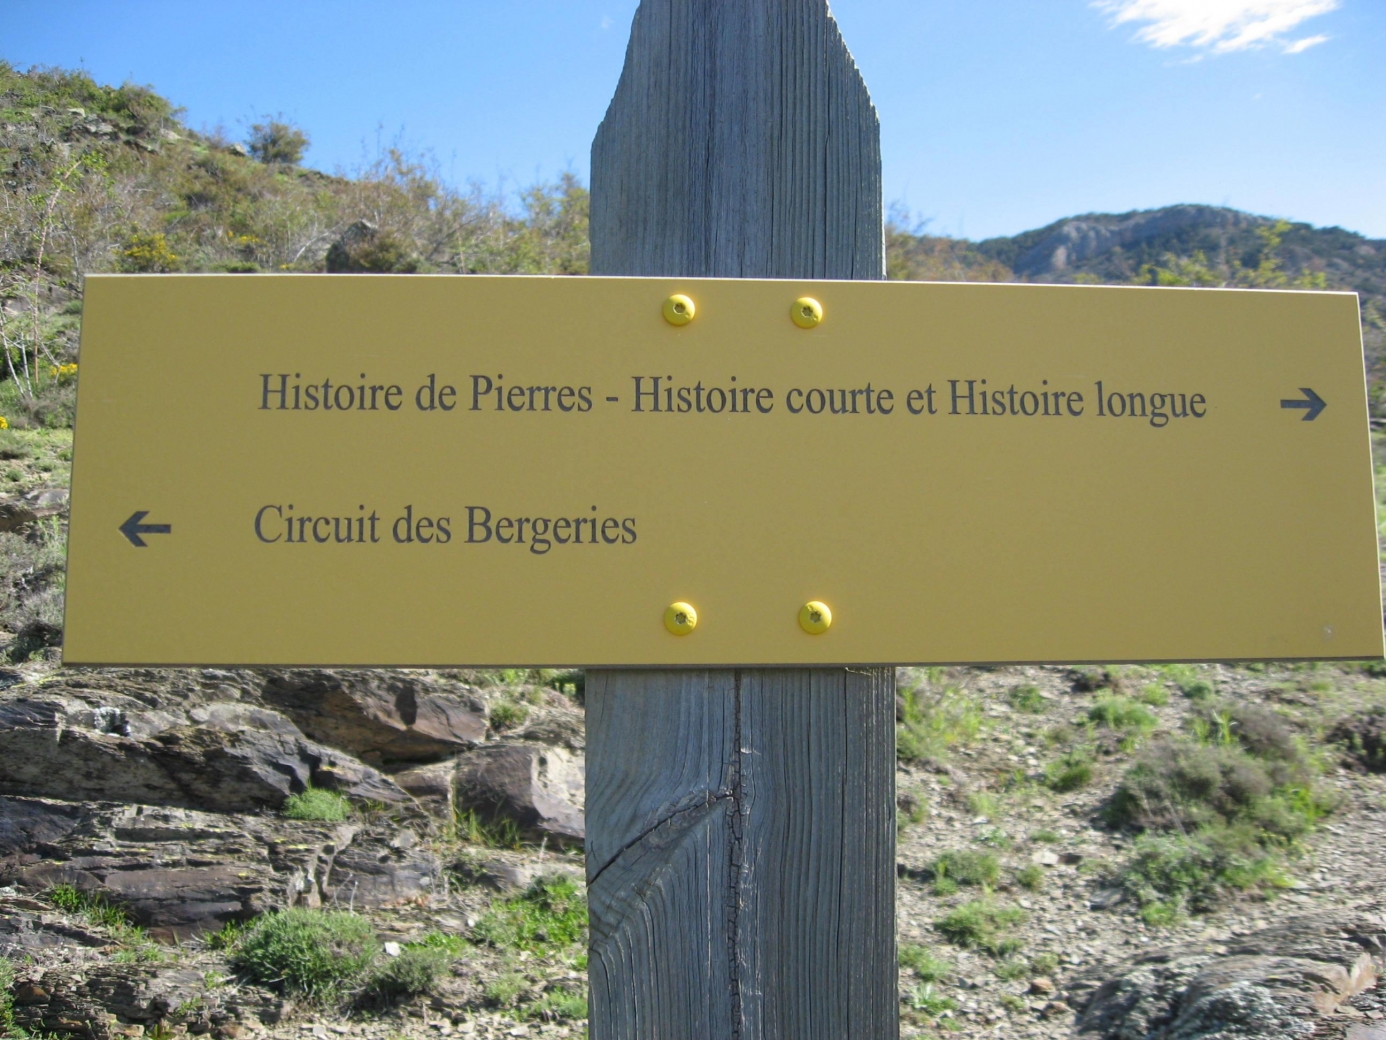 Histoire de Pierres - Histoire courte et Histoire longue →
← Circuit des Bergeries